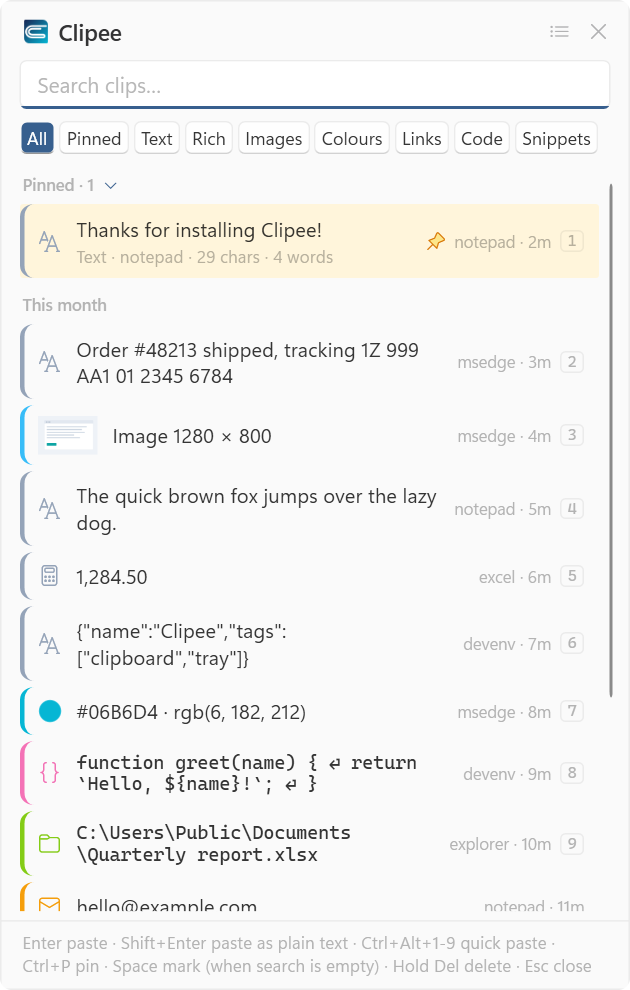 Clipee
Search clips...
All Pinned Text Rich Images Colours Links Code Snippets
Pinned · 1
Thanks for installing Clipee!
Text · notepad · 29 chars · 4 words
notepad · 2m 1
This month
Order #48213 shipped, tracking 1Z 999
AA1 01 2345 6784
msedge · 3m 2
Image 1280 × 800
msedge · 4m 3
The quick brown fox jumps over the lazy
dog.
notepad · 5m 4
1,284.50
excel · 6m 5
{"name":"Clipee","tags":
["clipboard","tray"]}
devenv · 7m 6
#06B6D4 · rgb(6, 182, 212)
msedge · 8m 7
function greet(name) { ↵ return
`Hello, ${name}!`; ↵ }
devenv · 9m 8
C:\Users\Public\Documents
\Quarterly report.xlsx
explorer · 10m 9
hello@example.com
notepad · 11m
Enter paste · Shift+Enter paste as plain text · Ctrl+Alt+1-9 quick paste ·
Ctrl+P pin · Space mark (when search is empty) · Hold Del delete · Esc close